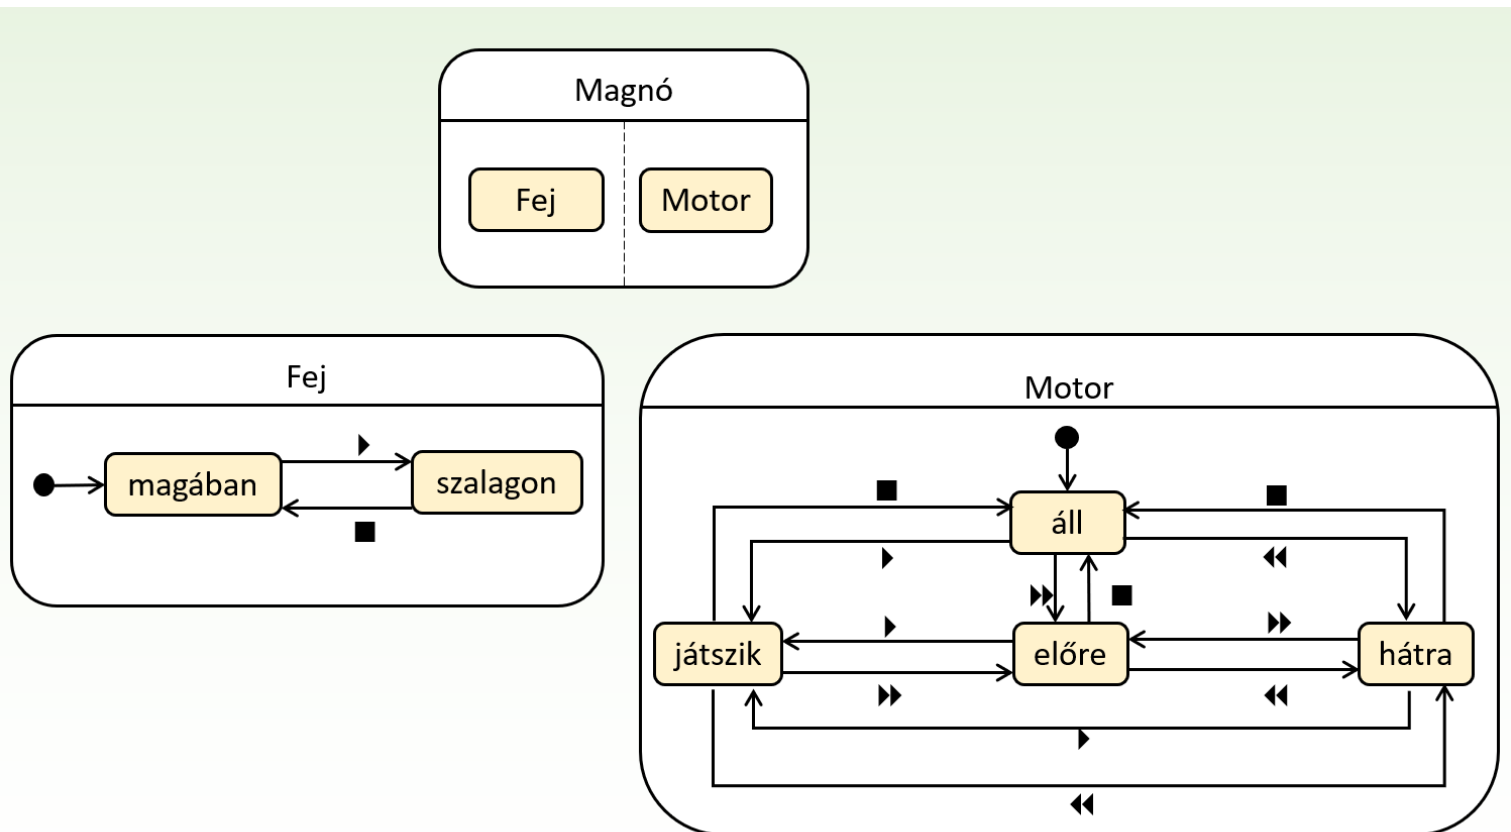 Magnó
Fej
Motor
Fej
magában
szalagon
Motor
áll
játszik
előre
hátra